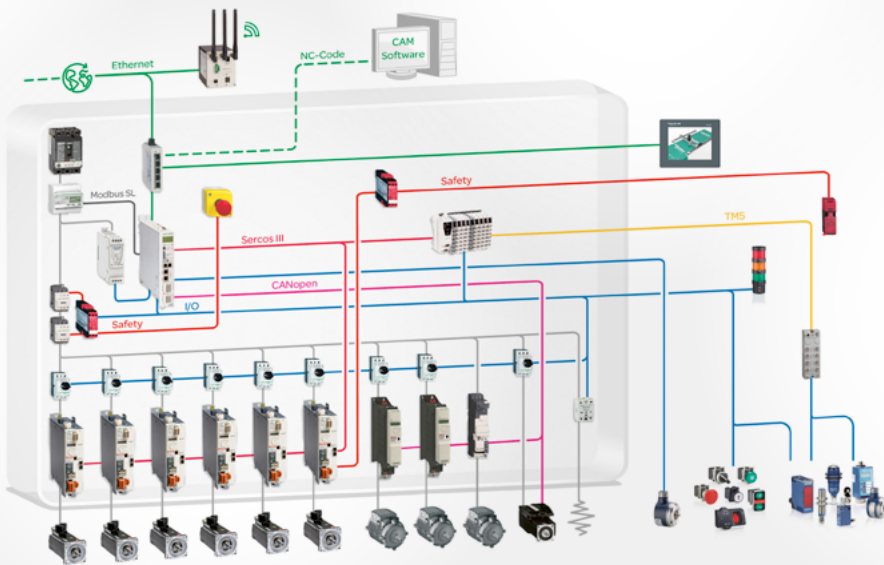 NC-Code
CAM
Software
Ethernet
Modbus SL
Safety
Sercos III
TM5
CANopen
I/O
Safety